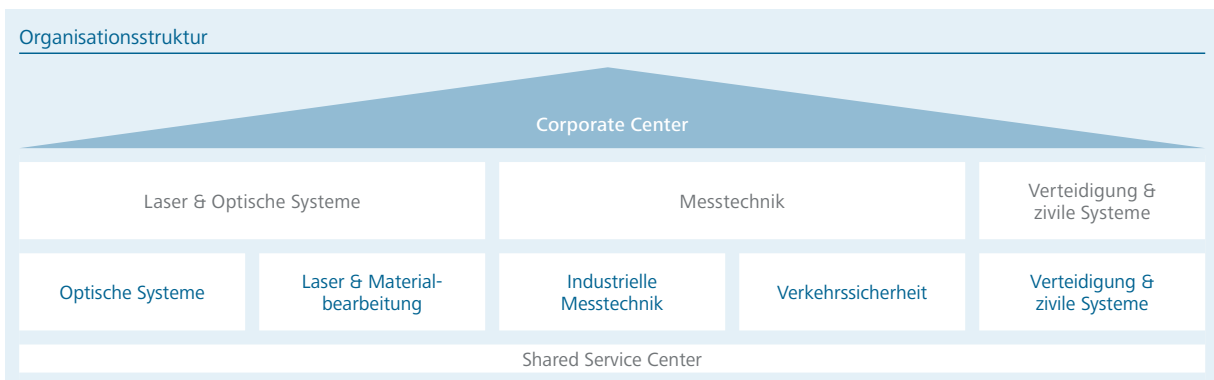 Organisationsstruktur
Corporate Center
Laser & Optische Systeme
Messtechnik
Verteidigung &
zivile Systeme
Optische Systeme
Laser & Material-
bearbeitung
Industrielle
Messtechnik
Verkehrssicherheit
Verteidigung &
zivile Systeme
Shared Service Center